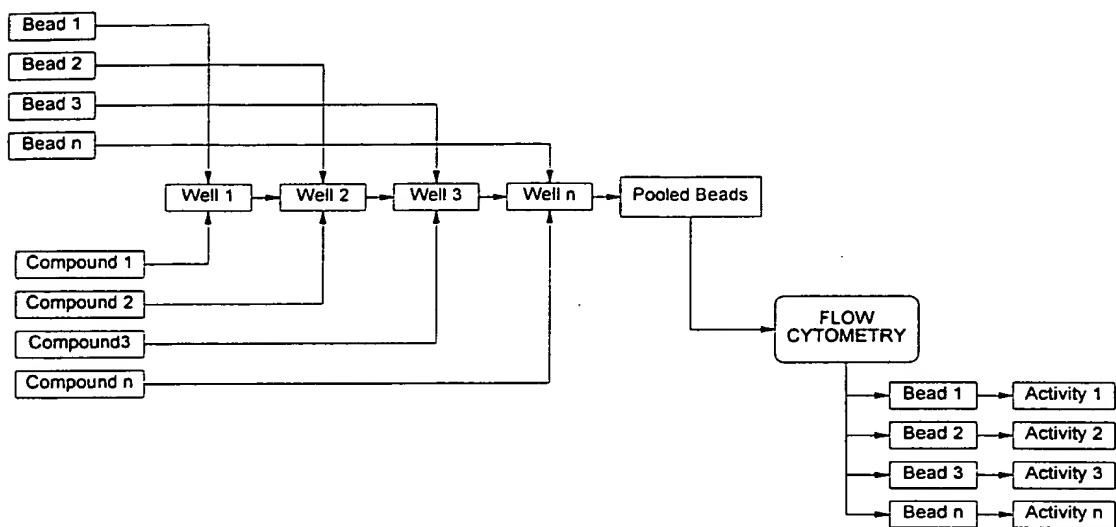 Bead 1
Bead 2
Bead 3
Bead n
Well 1
Well 2
Well 3
Well n
Pooled Beads
Compound 1
Compound 2
Compound3
Compound n
FLOW
CYTOMETRY
Bead 1
Activity 1
Bead 2
Activity 2
Bead 3
Activity 3
Bead n
Activity n